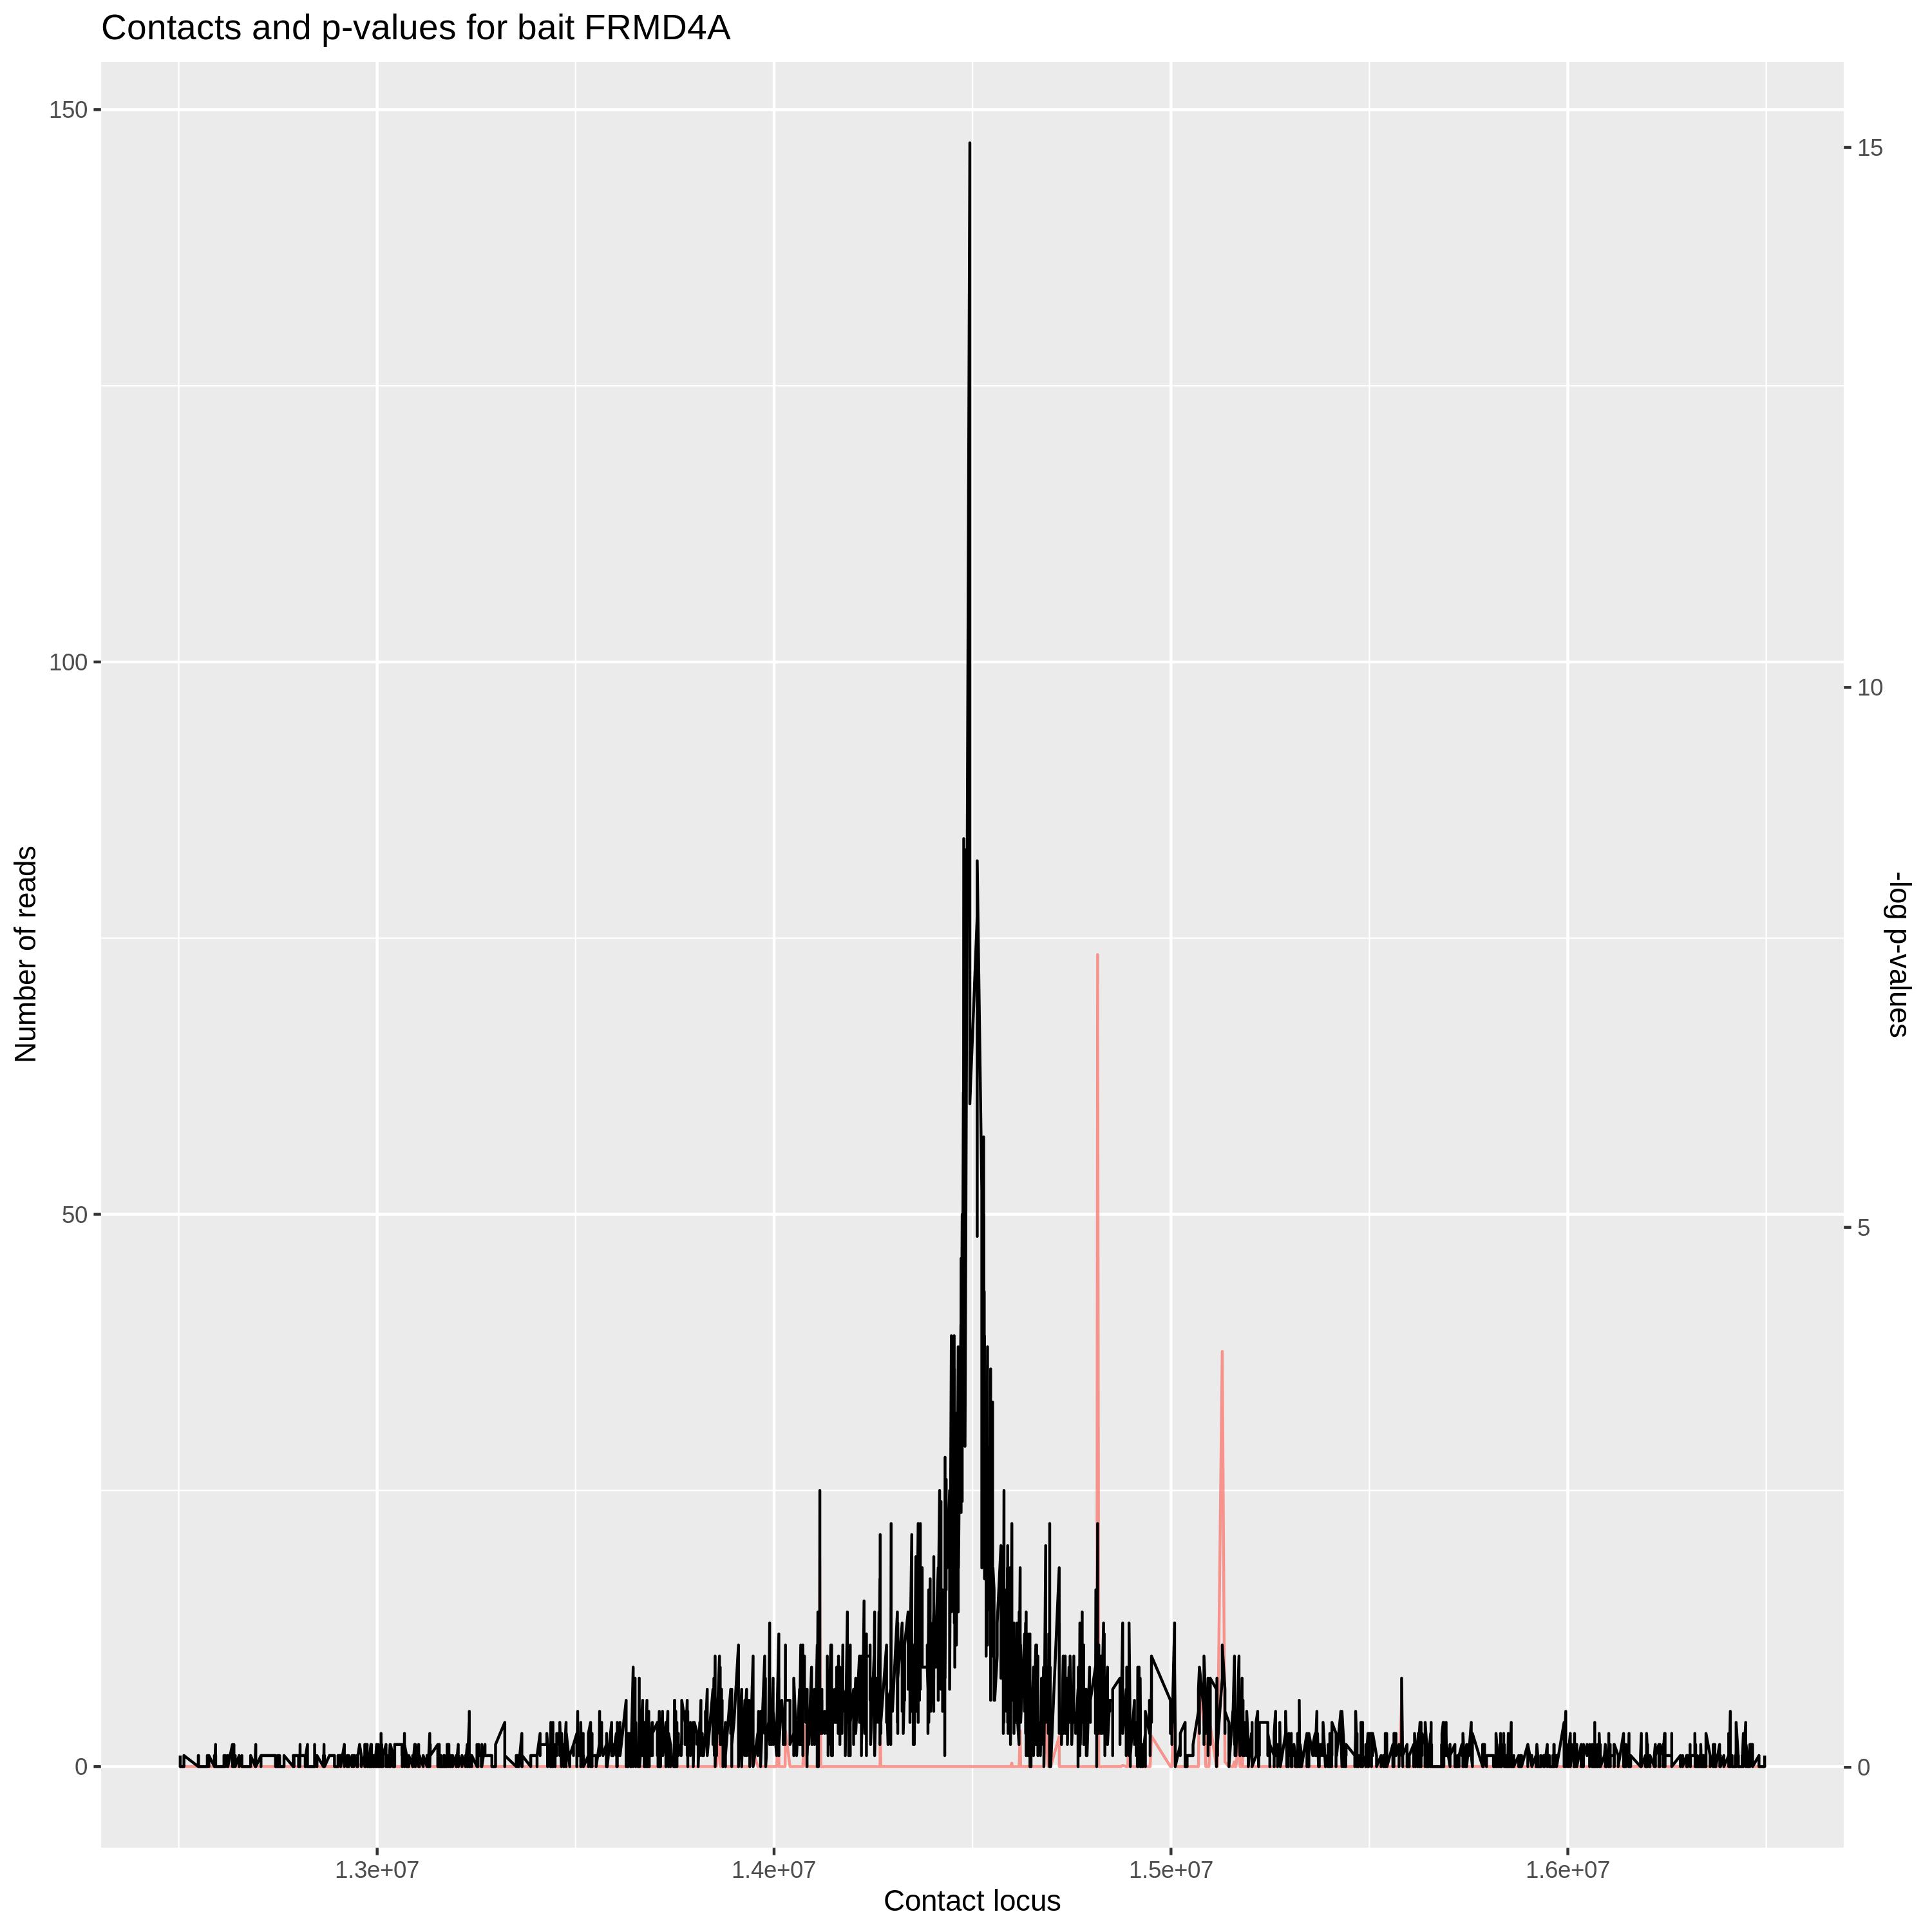 Contacts and p-values for bait FRMD4A
150
100
50
0
Number of reads
15
10
5
0
-log p-values
1.3e+07
1.4e+07
1.5e+07
1.6e+07
Contact locus